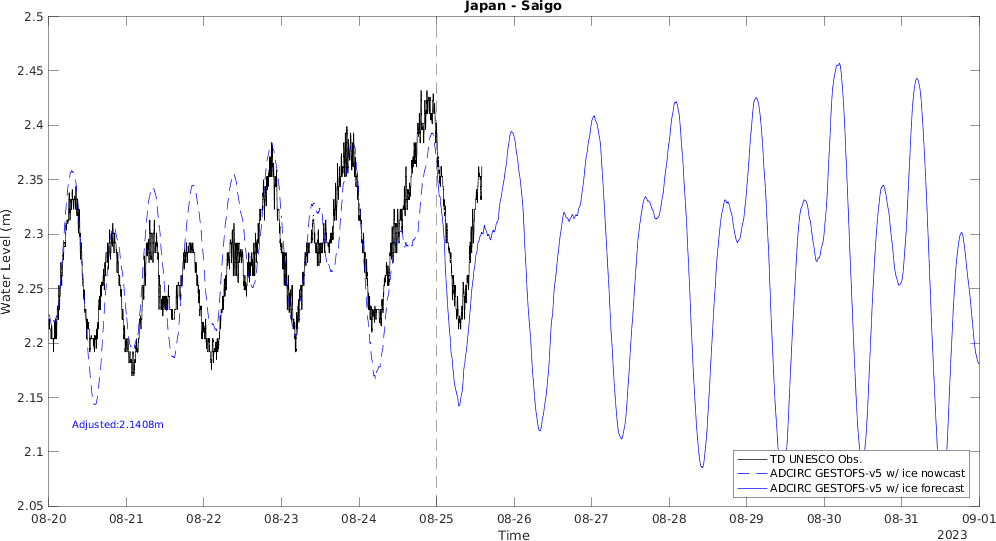 Japan - Saigo
2.5
2.45
2.4
2.35
2.3
2.25
2.2
2.15
2.1
2.05
Water Level (m)
Adjusted:2.1408m
TD UNESCO Obs.
ADCIRC GESTOFS-v5 w/ ice nowcast
ADCIRC GESTOFS-v5 w/ ice forecast
08-20 08-21 08-22 08-23 08-24 08-25 08-26 08-27 08-28 08-29 08-30 08-31 09-01
Time
2023